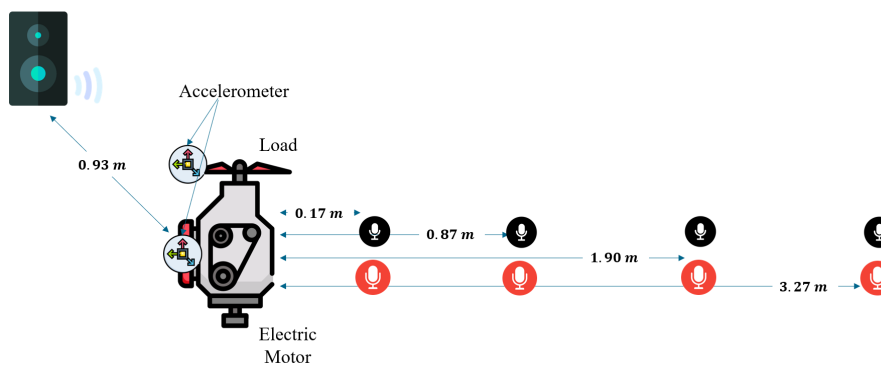 Accelerometer
Load
0.93 m
0.17 m
0.87 m
1.90 m
3.27 m
Electric
Motor